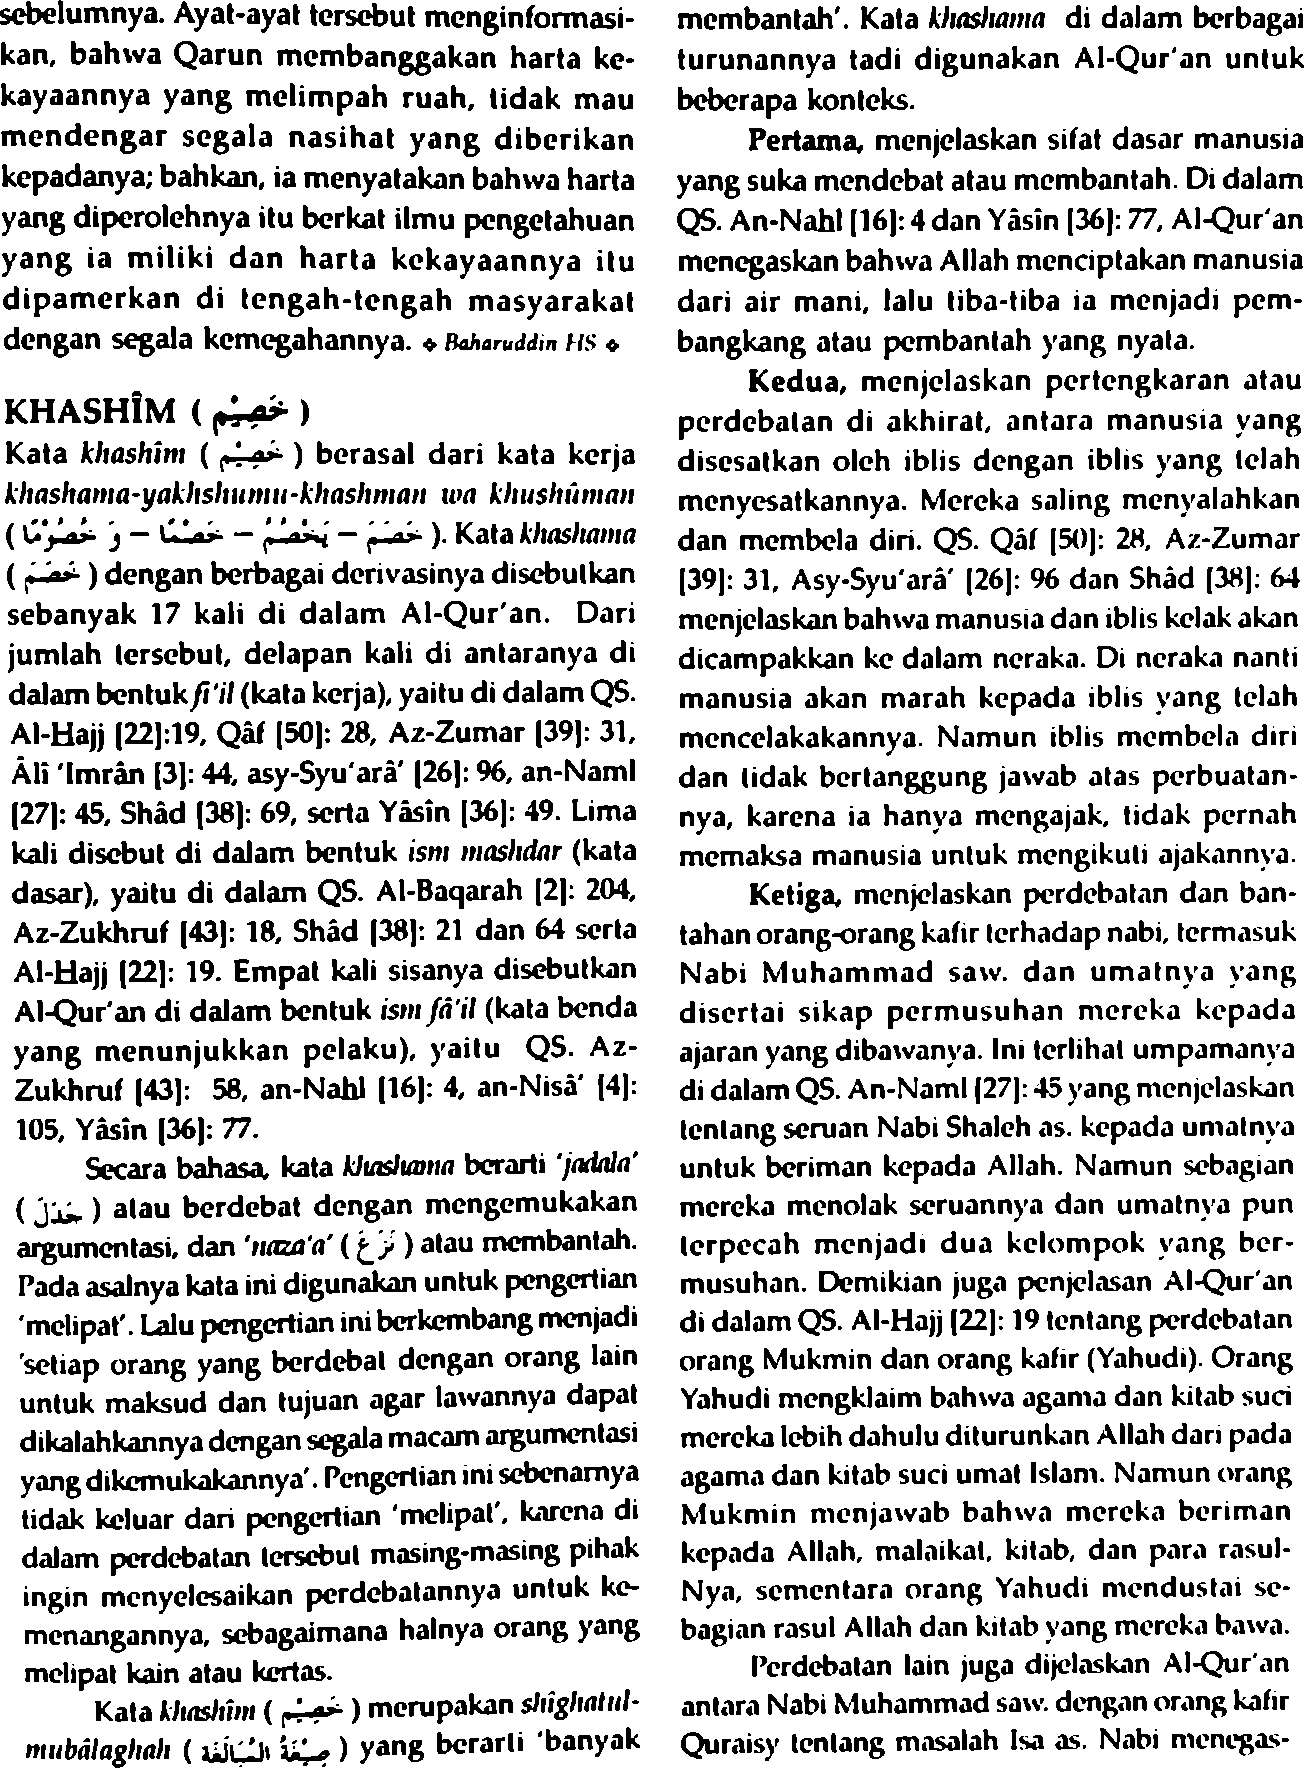 sebelumnya. Ayat-ayat tersebut menginformasi-
kan, bahwa Qarun membanggakan harta ke-
kayaannya yang melimpah ruah, tidak mau
mendengar segala nasihat yang diberikan
kepadanya; bahkan, ia menyatakan bahwa harta
yang diperolehnya itu berkat ilmu pengetahuan
yang ia miliki dan harta kekayaannya itu
dipamerkan di tengah-tengah masyarakat
dengan segala kemegahannya. ❖ Baharuddin HS ❖
KHASHÎM ( خَصِيْم )
Kata khashîm ( خَصِيْم ) berasal dari kata kerja
khashama-yakhshumu-khashman wa khushûman
( خَصَمَ – يَخْصُمُ – خَصْمًا – وَ خُصُوْمًا ). Kata khashama
( خَصَمَ ) dengan berbagai derivasinya disebutkan
sebanyak 17 kali di dalam Al-Qur'an. Dari
jumlah tersebut, delapan kali di antaranya di
dalam bentuk fi'il (kata kerja), yaitu di dalam QS.
Al-Hajj [22]:19, Qâf [50]: 28, Az-Zumar [39]: 31,
Âli 'Imrân [3]: 44, asy-Syu'arâ' [26]: 96, an-Naml
[27]: 45, Shâd [38]: 69, serta Yâsîn [36]: 49. Lima
kali disebut di dalam bentuk ism mashdar (kata
dasar), yaitu di dalam QS. Al-Baqarah [2]: 204,
Az-Zukhruf [43]: 18, Shâd [38]: 21 dan 64 serta
Al-Hajj [22]: 19. Empat kali sisanya disebutkan
Al-Qur'an di dalam bentuk ism fâ'il (kata benda
yang menunjukkan pelaku), yaitu QS. Az-
Zukhruf [43]: 58, an-Nahl [16]: 4, an-Nisâ' [4]:
105, Yâsîn [36]: 77.
Secara bahasa, kata khashama berarti 'jadala'
( جَدَلَ ) atau berdebat dengan mengemukakan
argumentasi, dan 'naza'a' ( نَزَعَ ) atau membantah.
Pada asalnya kata ini digunakan untuk pengertian
'melipat'. Lalu pengertian ini berkembang menjadi
'setiap orang yang berdebat dengan orang lain
untuk maksud dan tujuan agar lawannya dapat
dikalahkannya dengan segala macam argumentasi
yang dikemukakannya'. Pengertian ini sebenarnya
tidak keluar dari pengertian 'melipat', karena di
dalam perdebatan tersebut masing-masing pihak
ingin menyelesaikan perdebatannya untuk ke-
menangannya, sebagaimana halnya orang yang
melipat kain atau kertas.
Kata khashîm ( خَصِيْم ) merupakan shîghatul-
mubâlaghah ( صِيْغَةُ الْمُبَالَغَة ) yang berarti 'banyak
membantah'. Kata khashama di dalam berbagai
turunannya tadi digunakan Al-Qur'an untuk
beberapa konteks.
Pertama, menjelaskan sifat dasar manusia
yang suka mendebat atau membantah. Di dalam
QS. An-Nahl [16]: 4 dan Yâsîn [36]: 77, Al-Qur'an
menegaskan bahwa Allah menciptakan manusia
dari air mani, lalu tiba-tiba ia menjadi pem-
bangkang atau pembantah yang nyata.
Kedua, menjelaskan pertengkaran atau
perdebatan di akhirat, antara manusia yang
disesatkan oleh iblis dengan iblis yang telah
menyesatkannya. Mereka saling menyalahkan
dan membela diri. QS. Qâf [50]: 28, Az-Zumar
[39]: 31, Asy-Syu'arâ' [26]: 96 dan Shâd [38]: 64
menjelaskan bahwa manusia dan iblis kelak akan
dicampakkan ke dalam neraka. Di neraka nanti
manusia akan marah kepada iblis yang telah
mencelakakannya. Namun iblis membela diri
dan tidak bertanggung jawab atas perbuatan-
nya, karena ia hanya mengajak, tidak pernah
memaksa manusia untuk mengikuti ajakannya.
Ketiga, menjelaskan perdebatan dan ban-
tahan orang-orang kafir terhadap nabi, termasuk
Nabi Muhammad saw. dan umatnya yang
disertai sikap permusuhan mereka kepada
ajaran yang dibawanya. Ini terlihat umpamanya
di dalam QS. An-Naml [27]: 45 yang menjelaskan
tentang seruan Nabi Shaleh as. kepada umatnya
untuk beriman kepada Allah. Namun sebagian
mereka menolak seruannya dan umatnya pun
terpecah menjadi dua kelompok yang ber-
musuhan. Demikian juga penjelasan Al-Qur'an
di dalam QS. Al-Hajj [22]: 19 tentang perdebatan
orang Mukmin dan orang kafir (Yahudi). Orang
Yahudi mengklaim bahwa agama dan kitab suci
mereka lebih dahulu diturunkan Allah dari pada
agama dan kitab suci umat Islam. Namun orang
Mukmin menjawab bahwa mereka beriman
kepada Allah, malaikat, kitab, dan para rasul-
Nya, sementara orang Yahudi mendustai se-
bagian rasul Allah dan kitab yang mereka bawa.
Perdebatan lain juga dijelaskan Al-Qur'an
antara Nabi Muhammad saw. dengan orang kafir
Quraisy tentang masalah Isa as. Nabi menegas-